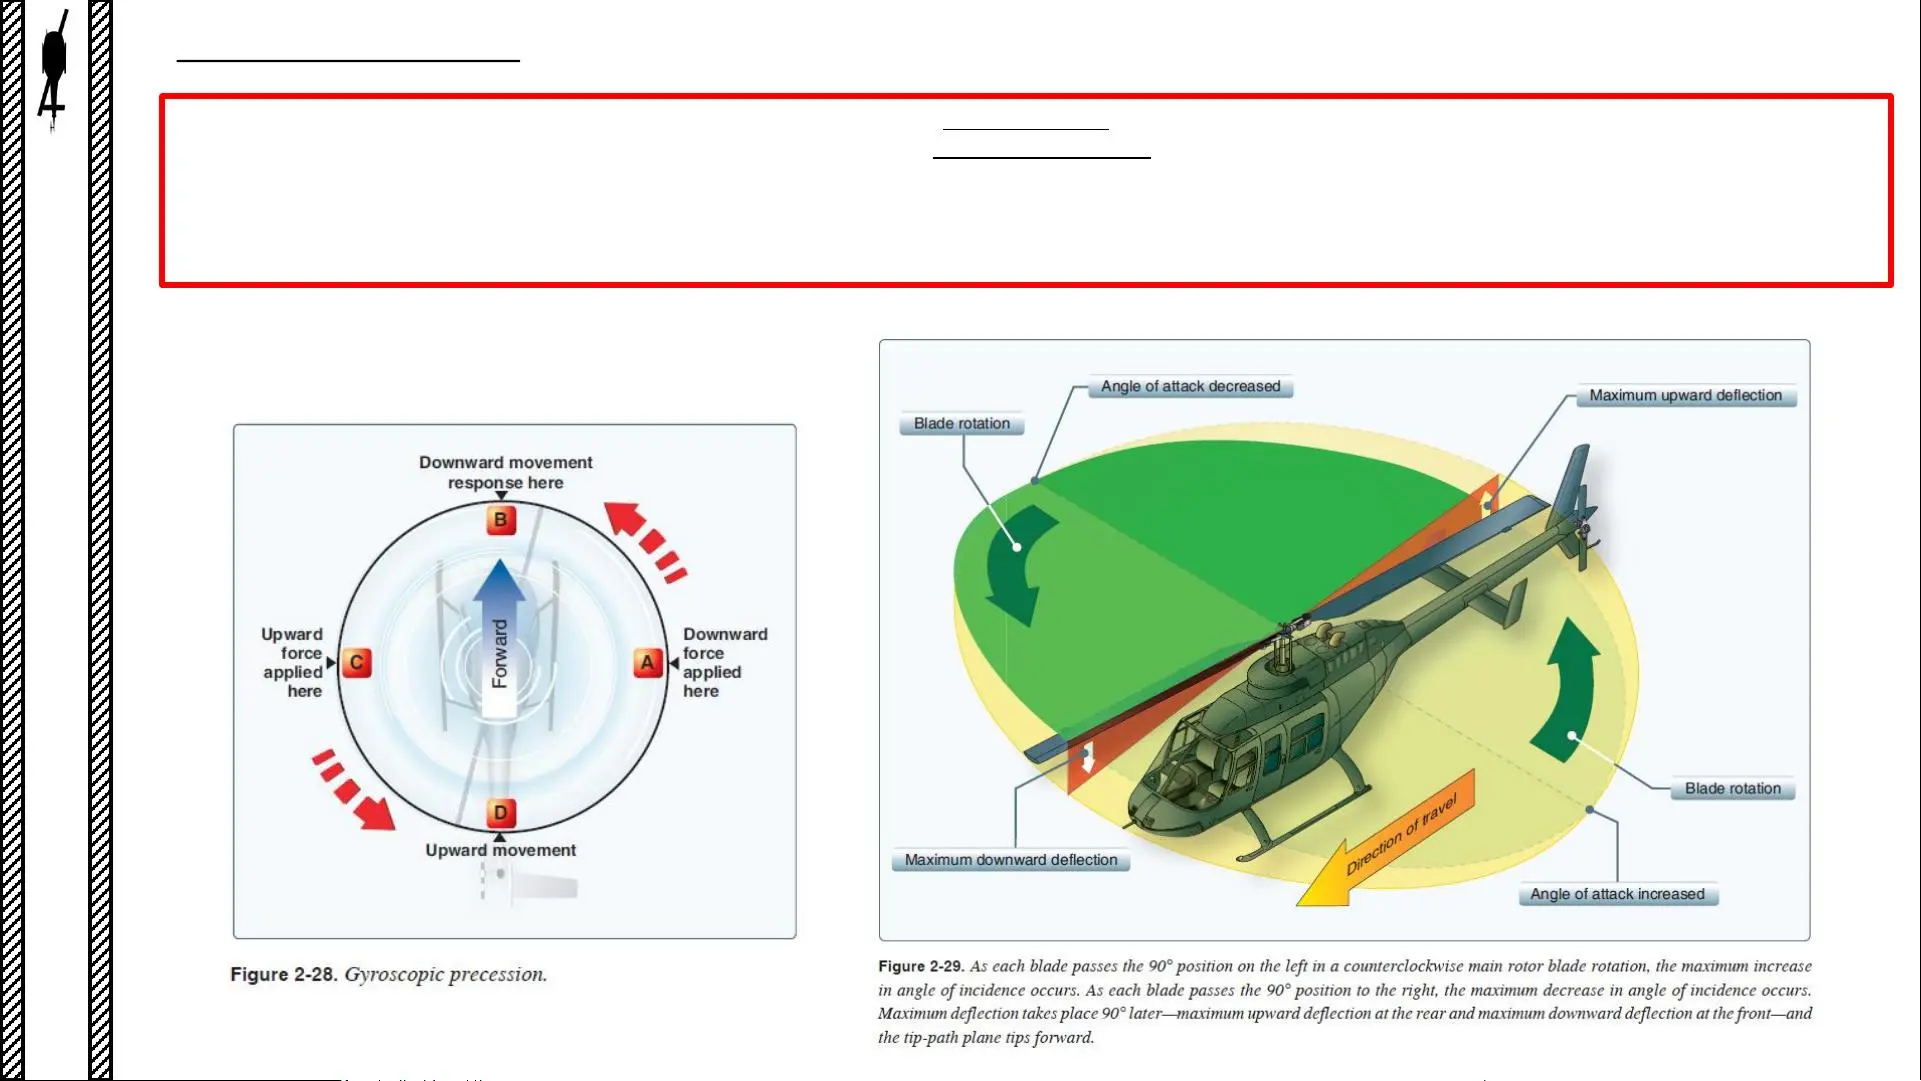 Downward movement
response here
B
Upward
force
applied
here
C
Forward
A
Downward
force
applied
here
D
Upward movement
Figure 2-28. Gyroscopic precession.
Angle of attack decreased
Maximum upward deflection
Blade rotation
Blade rotation
Direction of travel
Maximum downward deflection
Angle of attack increased
Figure 2-29. As each blade passes the 90° position on the left in a counterclockwise main rotor blade rotation, the maximum increase
in angle of incidence occurs. As each blade passes the 90° position to the right, the maximum decrease in angle of incidence occurs.
Maximum deflection takes place 90° later—maximum upward deflection at the rear and maximum downward deflection at the front—and
the tip-path plane tips forward.